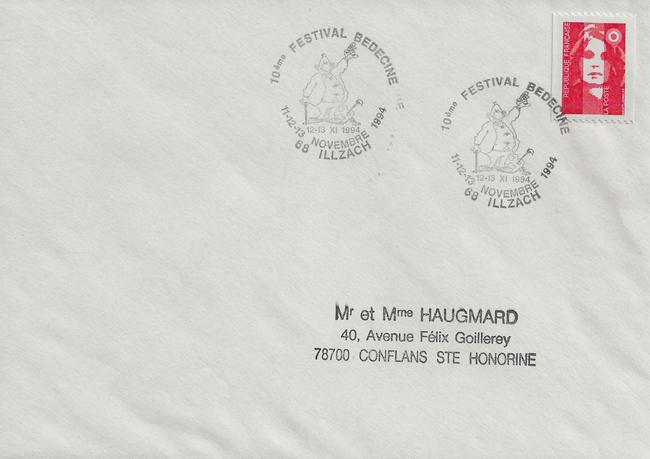 10ème FESTIVAL BEDECINE
12-13 XI 1994
11-12-13 NOVEMBRE 1994
68 ILLZACH
10ème FESTIVAL BEDECINE
12-13 XI 1994
11-12-13 NOVEMBRE 1994
68 ILLZACH
REPUBLIQUE FRANÇAISE
LA POSTE
Mr et Mme HAUGMARD
40, Avenue Félix Goillerey
78700 CONFLANS STE HONORINE